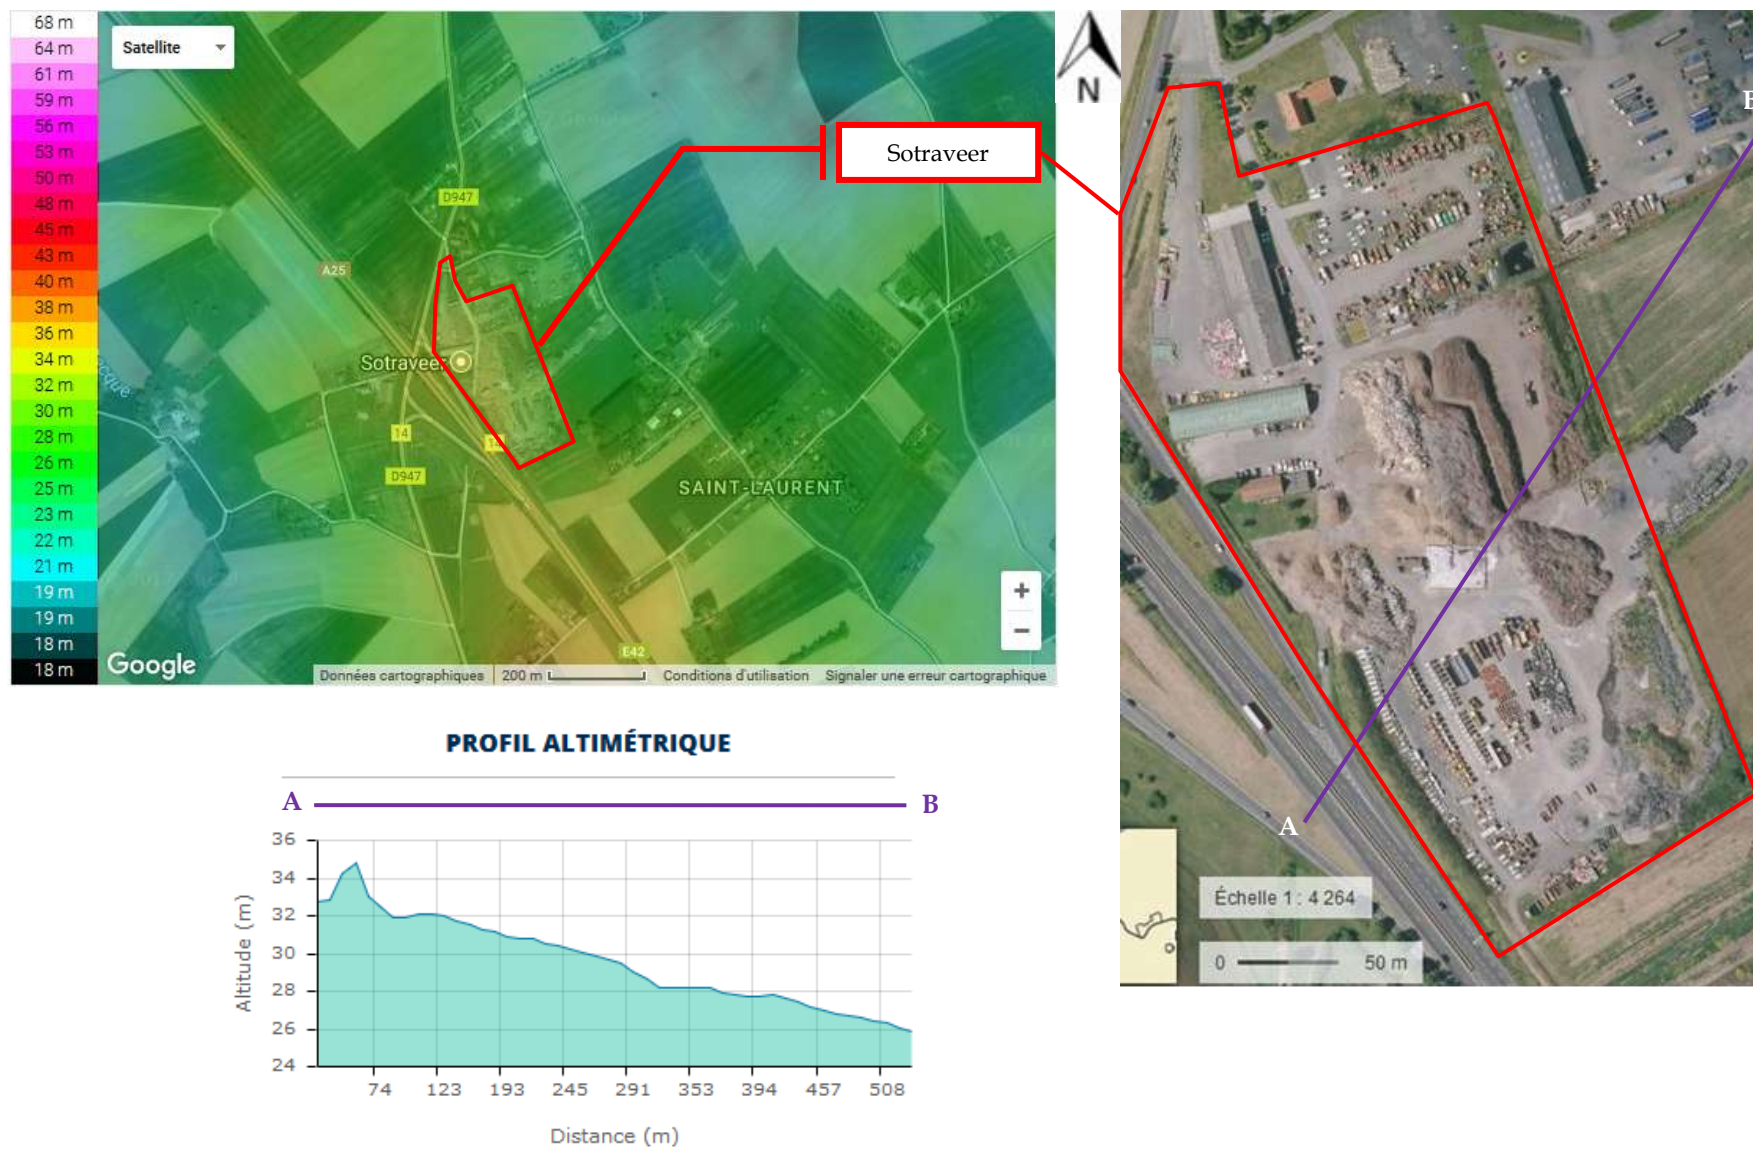 68 m
64 m
61 m
59 m
56 m
53 m
50 m
48 m
45 m
43 m
40 m
38 m
36 m
34 m
32 m
30 m
28 m
26 m
25 m
23 m
22 m
21 m
19 m
19 m
18 m
18 m
Satellite
D947
A25
Sotraveer
14
D947
SAINT-LAURENT
E42
+
−
Google
Données cartographiques
200 m
Conditions d'utilisation
Signaler une erreur cartographique
N
Sotraveer
B
A
Échelle 1 : 4 264
0
50 m
PROFIL ALTIMÉTRIQUE
A
B
Altitude (m)
36
34
32
30
28
26
24
74 123 193 245 291 353 394 457 508
Distance (m)